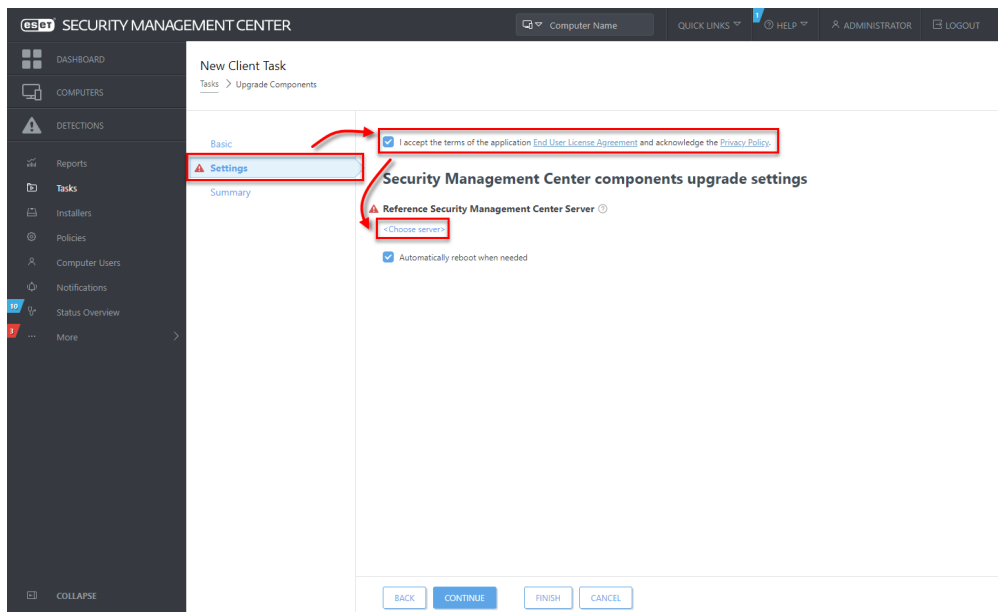 eset SECURITY MANAGEMENT CENTER
Computer Name
QUICK LINKS
1
HELP
ADMINISTRATOR
LOGOUT
DASHBOARD
COMPUTERS
DETECTIONS
Reports
Tasks
Installers
Policies
Computer Users
Notifications
10
Status Overview
3
More
COLLAPSE
New Client Task
Tasks > Upgrade Components
Basic
Settings
Summary
I accept the terms of the application End User License Agreement and acknowledge the Privacy Policy.
Security Management Center components upgrade settings
Reference Security Management Center Server
<Choose server>
Automatically reboot when needed
BACK
CONTINUE
FINISH
CANCEL